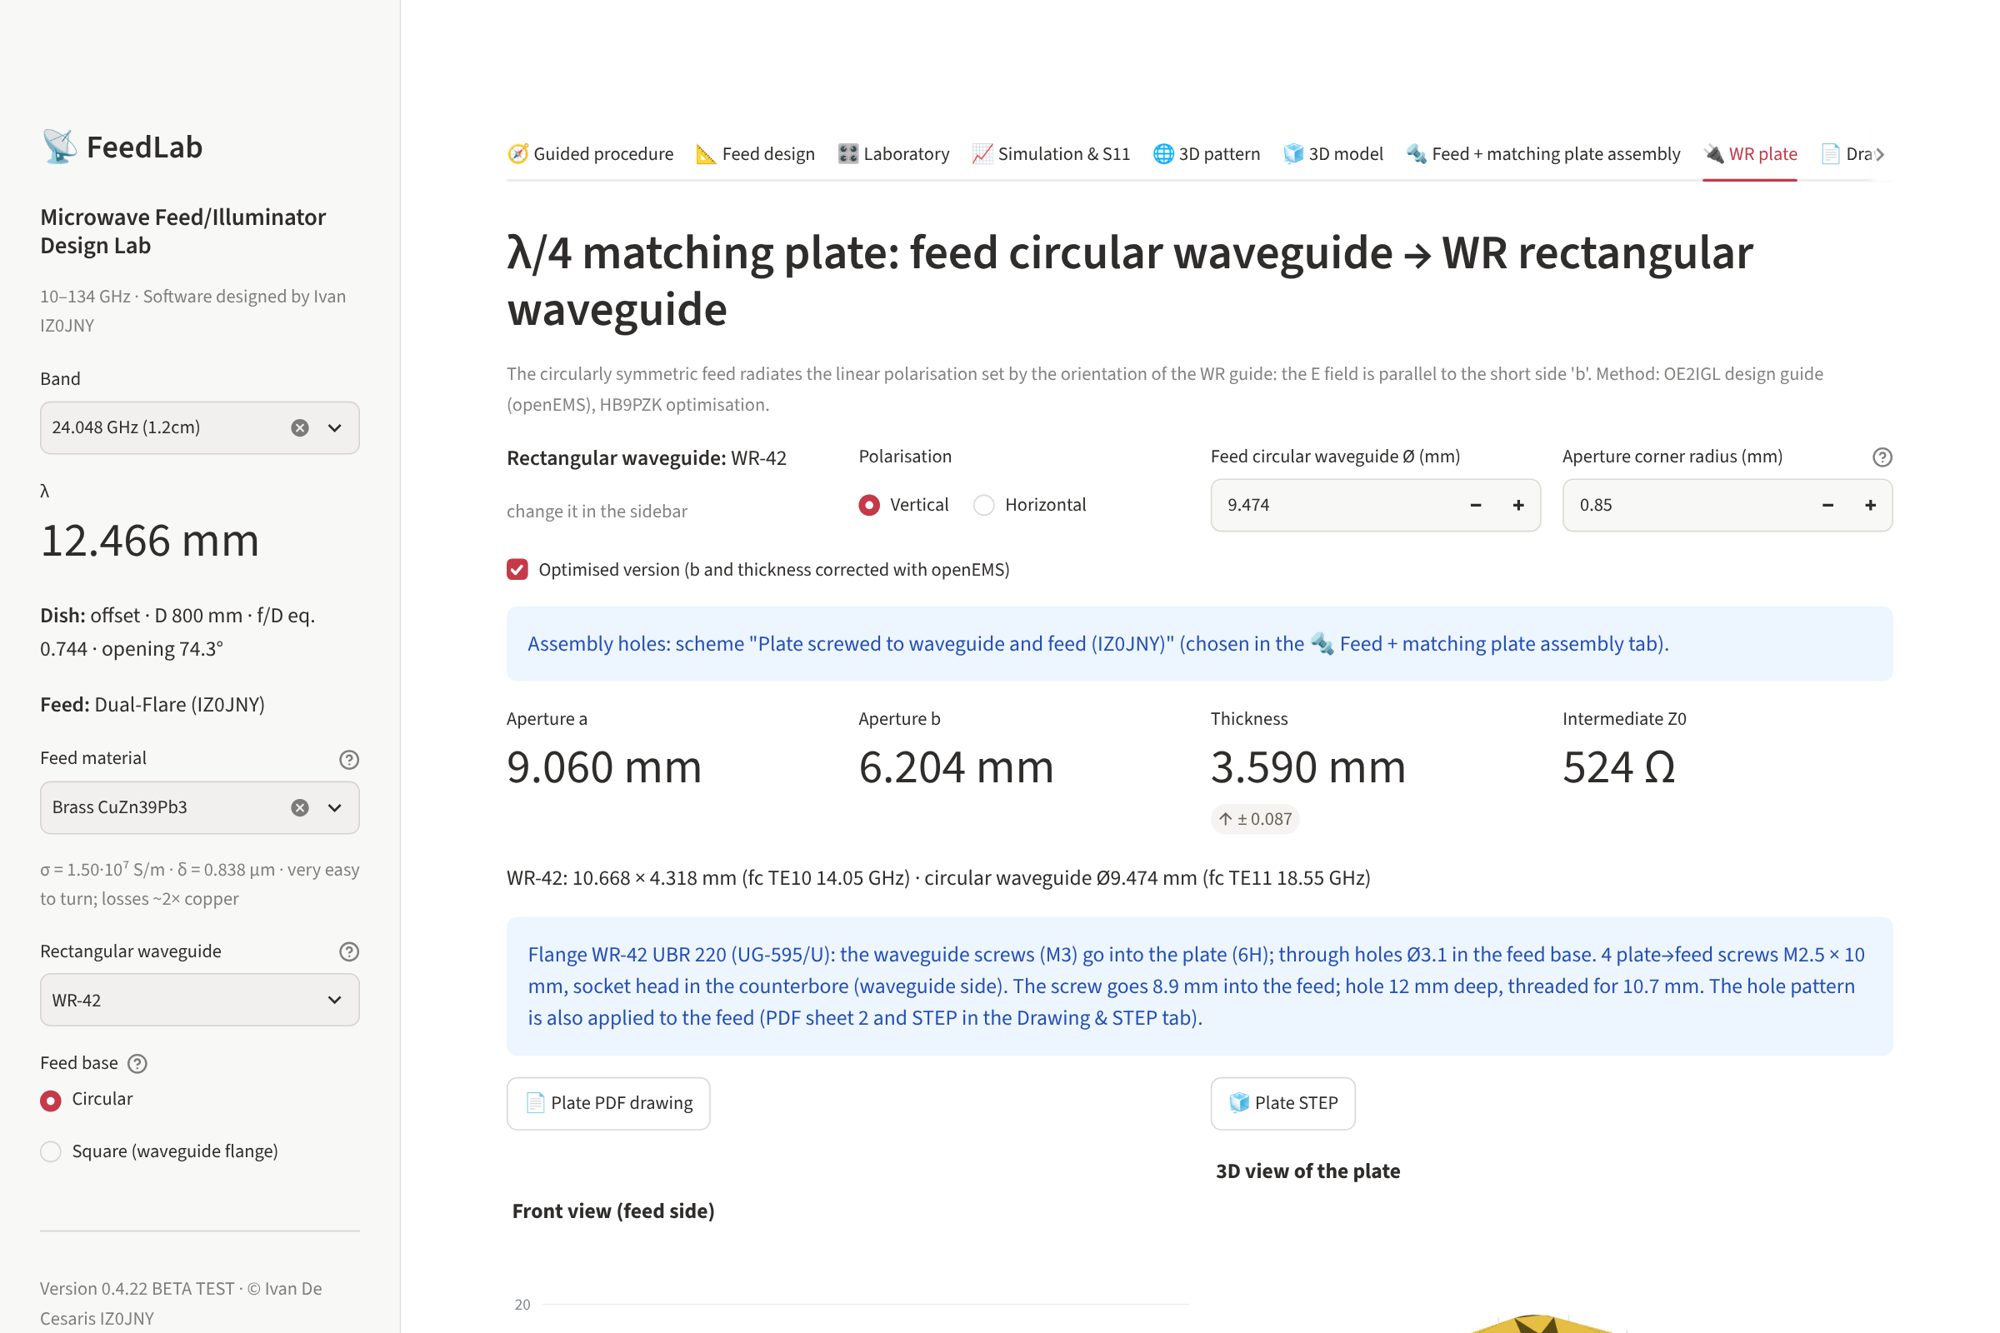 📡 FeedLab
Microwave Feed/Illuminator
Design Lab
10–134 GHz · Software designed by Ivan
IZ0JNY
Band
24.048 GHz (1.2cm)
λ
12.466 mm
Dish: offset · D 800 mm · f/D eq.
0.744 · opening 74.3°
Feed: Dual-Flare (IZ0JNY)
Feed material
Brass CuZn39Pb3
σ = 1.50·10⁷ S/m · δ = 0.838 µm · very easy
to turn; losses ~2× copper
Rectangular waveguide
WR-42
Feed base
Circular
Square (waveguide flange)
Version 0.4.22 BETA TEST · © Ivan De
Cesaris IZ0JNY
🧭 Guided procedure 📐 Feed design 🎛️ Laboratory 📈 Simulation & S11 🌐 3D pattern 🧊 3D model 🔩 Feed + matching plate assembly 🔌 WR plate 📄 Dra
λ/4 matching plate: feed circular waveguide → WR rectangular
waveguide
The circularly symmetric feed radiates the linear polarisation set by the orientation of the WR guide: the E field is parallel to the short side 'b'. Method: OE2IGL design guide
(openEMS), HB9PZK optimisation.
Rectangular waveguide: WR-42
change it in the sidebar
Polarisation
Vertical Horizontal
Feed circular waveguide Ø (mm)
9.474
Aperture corner radius (mm)
0.85
Optimised version (b and thickness corrected with openEMS)
Assembly holes: scheme "Plate screwed to waveguide and feed (IZ0JNY)" (chosen in the 🔩 Feed + matching plate assembly tab).
Aperture a
9.060 mm
Aperture b
6.204 mm
Thickness
3.590 mm
↑ ± 0.087
Intermediate Z0
524 Ω
WR-42: 10.668 × 4.318 mm (fc TE10 14.05 GHz) · circular waveguide Ø9.474 mm (fc TE11 18.55 GHz)
Flange WR-42 UBR 220 (UG-595/U): the waveguide screws (M3) go into the plate (6H); through holes Ø3.1 in the feed base. 4 plate→feed screws M2.5 × 10
mm, socket head in the counterbore (waveguide side). The screw goes 8.9 mm into the feed; hole 12 mm deep, threaded for 10.7 mm. The hole pattern
is also applied to the feed (PDF sheet 2 and STEP in the Drawing & STEP tab).
📄 Plate PDF drawing
🧊 Plate STEP
3D view of the plate
Front view (feed side)
20